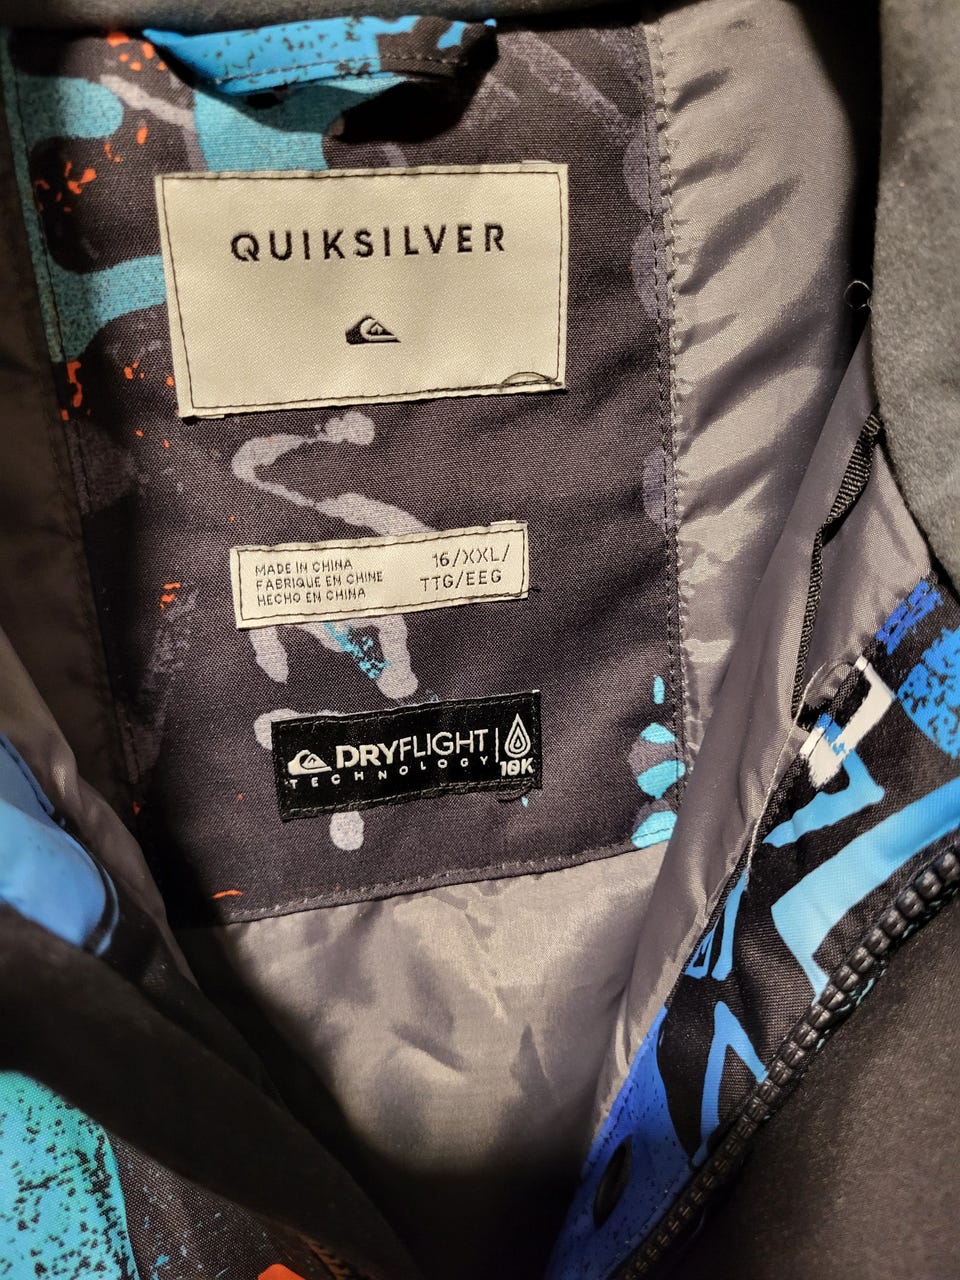 QUIKSILVER
MADE IN CHINA
FABRIQUE EN CHINE
HECHO EN CHINA
16/XXL/
TTG/EEG
DRYFLIGHT
TECHNOLOGY
10K